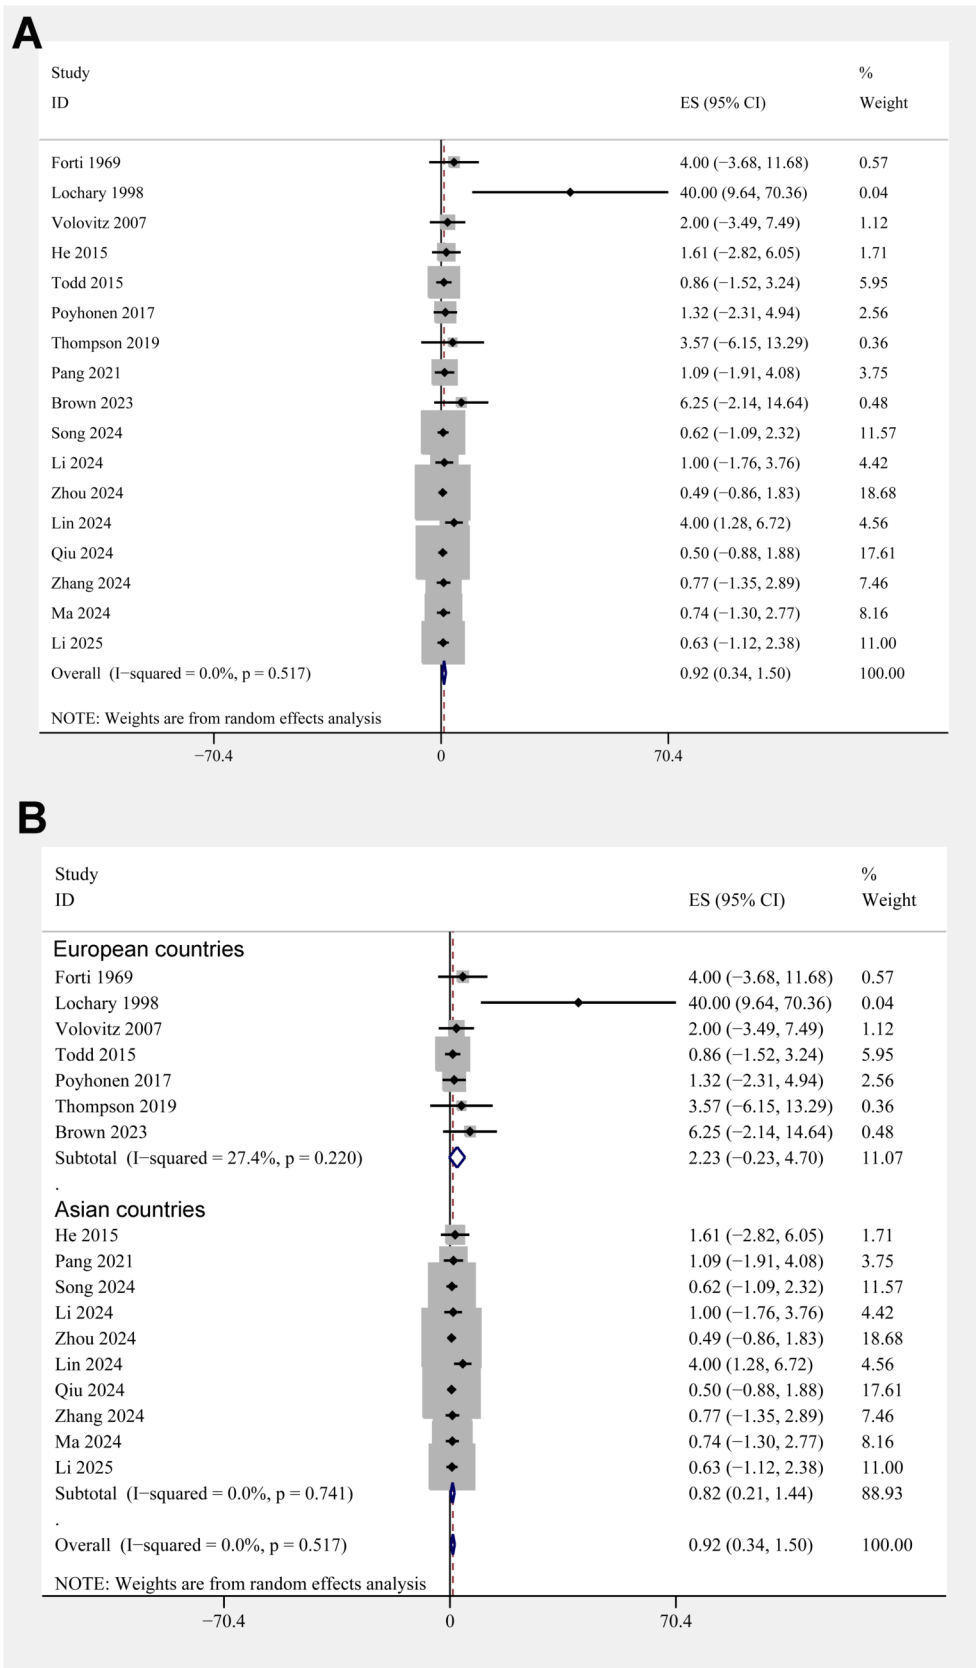 A
Study %
ID ES (95% CI) Weight
Forti 1969 4.00 (−3.68, 11.68) 0.57
Lochary 1998 40.00 (9.64, 70.36) 0.04
Volovitz 2007 2.00 (−3.49, 7.49) 1.12
He 2015 1.61 (−2.82, 6.05) 1.71
Todd 2015 0.86 (−1.52, 3.24) 5.95
Poyhonen 2017 1.32 (−2.31, 4.94) 2.56
Thompson 2019 3.57 (−6.15, 13.29) 0.36
Pang 2021 1.09 (−1.91, 4.08) 3.75
Brown 2023 6.25 (−2.14, 14.64) 0.48
Song 2024 0.62 (−1.09, 2.32) 11.57
Li 2024 1.00 (−1.76, 3.76) 4.42
Zhou 2024 0.49 (−0.86, 1.83) 18.68
Lin 2024 4.00 (1.28, 6.72) 4.56
Qiu 2024 0.50 (−0.88, 1.88) 17.61
Zhang 2024 0.77 (−1.35, 2.89) 7.46
Ma 2024 0.74 (−1.30, 2.77) 8.16
Li 2025 0.63 (−1.12, 2.38) 11.00
Overall (I−squared = 0.0%, p = 0.517) 0.92 (0.34, 1.50) 100.00
NOTE: Weights are from random effects analysis
−70.4 0 70.4
B
Study %
ID ES (95% CI) Weight
European countries
Forti 1969 4.00 (−3.68, 11.68) 0.57
Lochary 1998 40.00 (9.64, 70.36) 0.04
Volovitz 2007 2.00 (−3.49, 7.49) 1.12
Todd 2015 0.86 (−1.52, 3.24) 5.95
Poyhonen 2017 1.32 (−2.31, 4.94) 2.56
Thompson 2019 3.57 (−6.15, 13.29) 0.36
Brown 2023 6.25 (−2.14, 14.64) 0.48
Subtotal (I−squared = 27.4%, p = 0.220) 2.23 (−0.23, 4.70) 11.07
.
Asian countries
He 2015 1.61 (−2.82, 6.05) 1.71
Pang 2021 1.09 (−1.91, 4.08) 3.75
Song 2024 0.62 (−1.09, 2.32) 11.57
Li 2024 1.00 (−1.76, 3.76) 4.42
Zhou 2024 0.49 (−0.86, 1.83) 18.68
Lin 2024 4.00 (1.28, 6.72) 4.56
Qiu 2024 0.50 (−0.88, 1.88) 17.61
Zhang 2024 0.77 (−1.35, 2.89) 7.46
Ma 2024 0.74 (−1.30, 2.77) 8.16
Li 2025 0.63 (−1.12, 2.38) 11.00
Subtotal (I−squared = 0.0%, p = 0.741) 0.82 (0.21, 1.44) 88.93
.
Overall (I−squared = 0.0%, p = 0.517) 0.92 (0.34, 1.50) 100.00
NOTE: Weights are from random effects analysis
−70.4 0 70.4